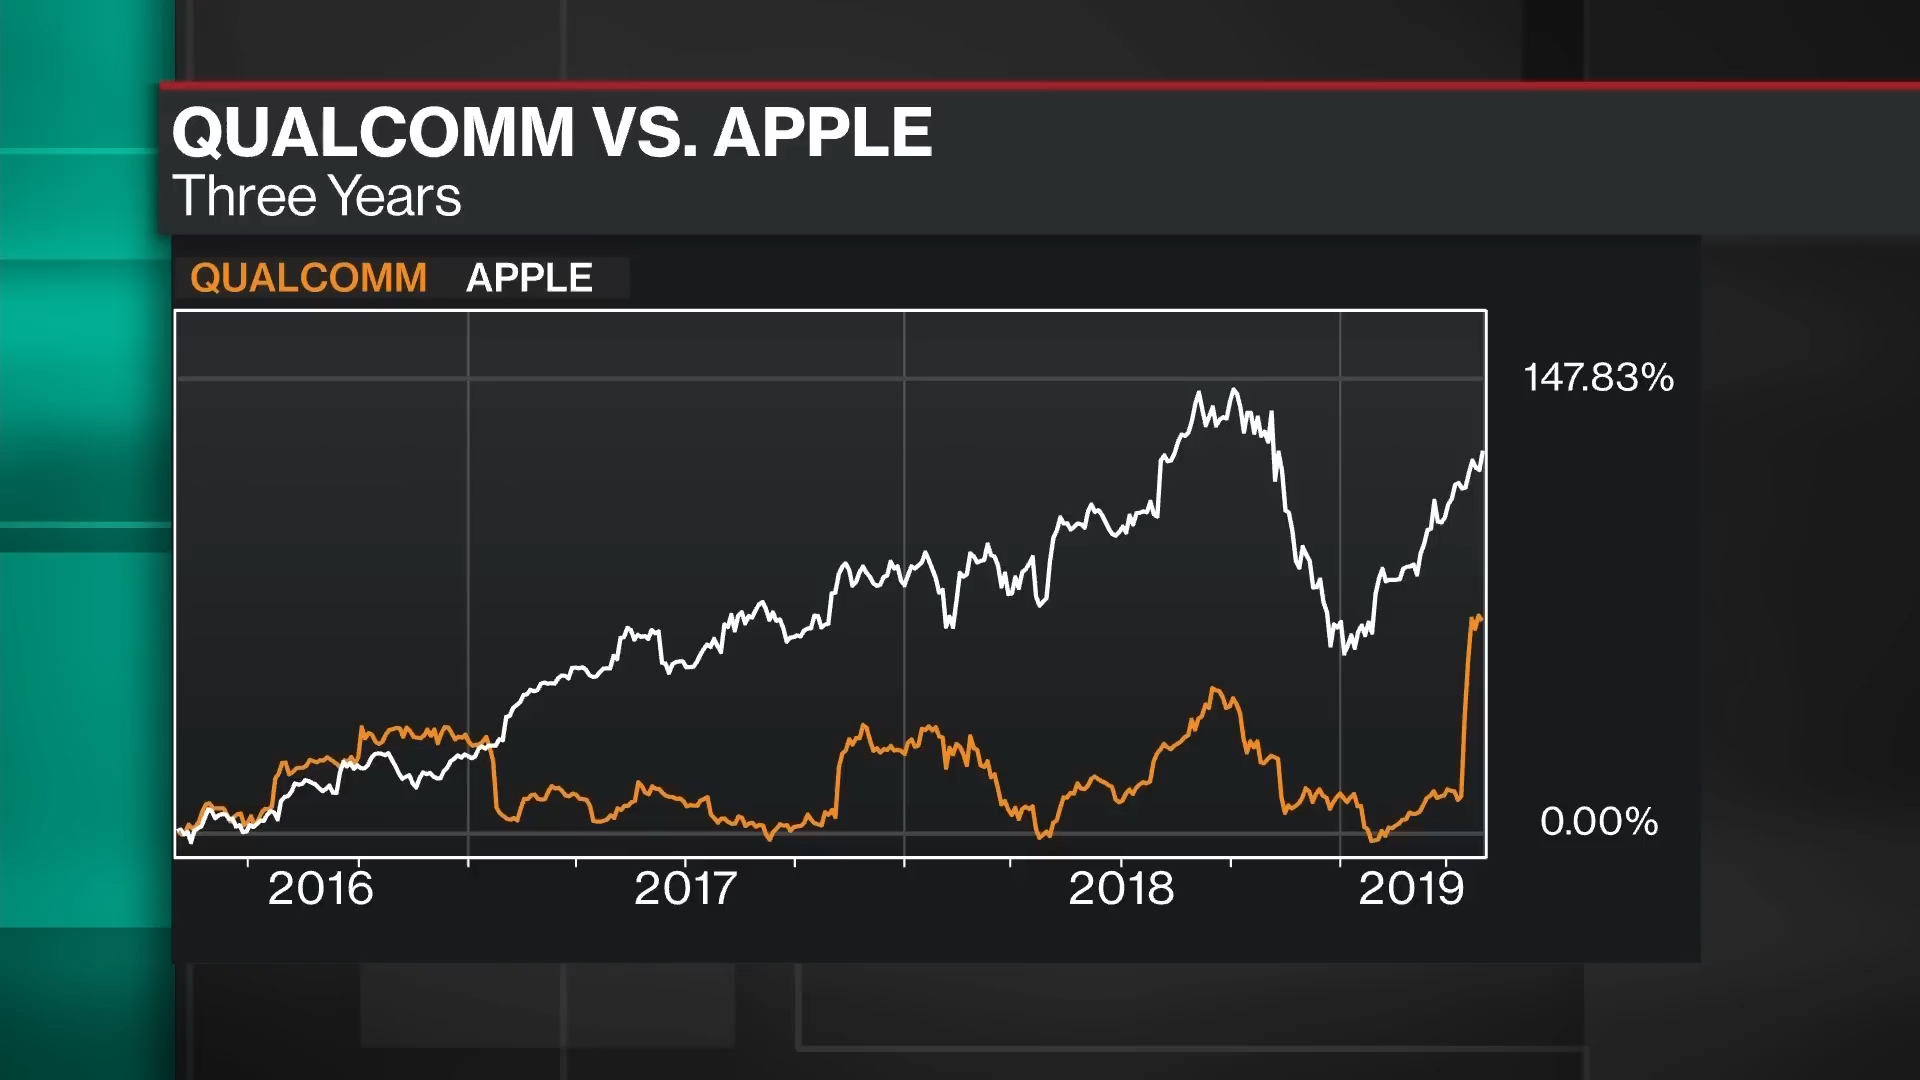 QUALCOMM VS. APPLE
Three Years
QUALCOMM APPLE
147.83%
0.00%
2016 2017 2018 2019